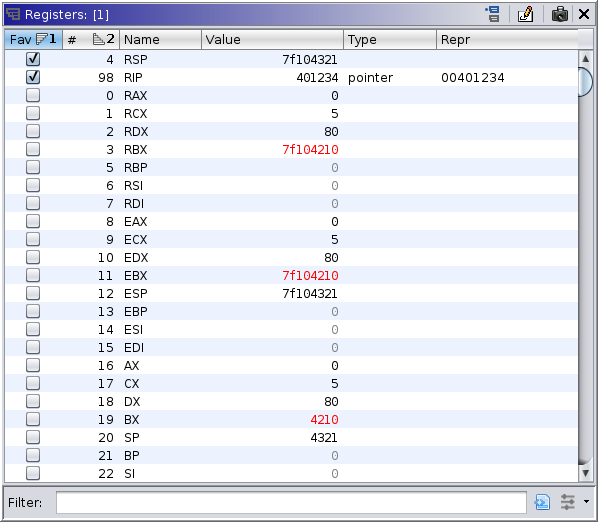 Registers: [1]
Fav 1 # 2 Name Value Type Repr
4 RSP 7f104321
98 RIP 401234 pointer 00401234
0 RAX 0
1 RCX 5
2 RDX 80
3 RBX 7f104210
5 RBP 0
6 RSI 0
7 RDI 0
8 EAX 0
9 ECX 5
10 EDX 80
11 EBX 7f104210
12 ESP 7f104321
13 EBP 0
14 ESI 0
15 EDI 0
16 AX 0
17 CX 5
18 DX 80
19 BX 4210
20 SP 4321
21 BP 0
22 SI 0
Filter: